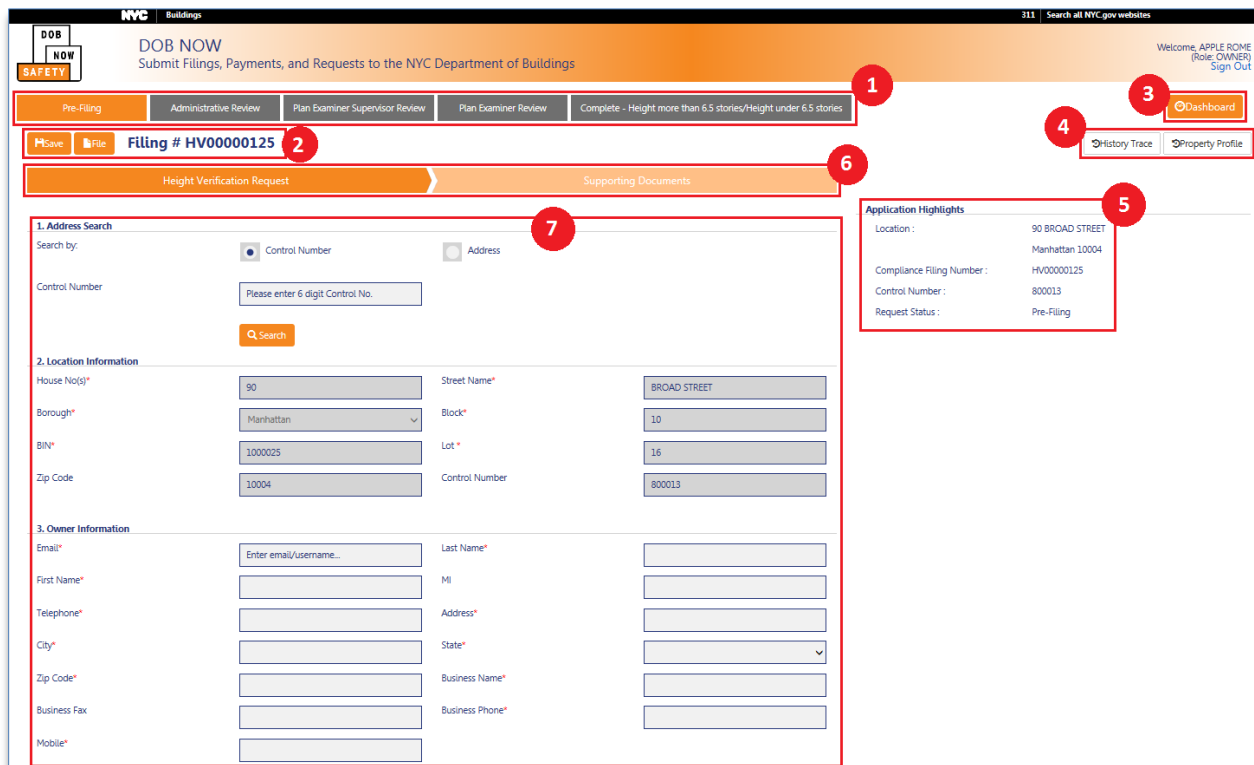 NYC Buildings 311 Search all NYC.gov websites
DOB
NOW
SAFETY
DOB NOW
Submit Filings, Payments, and Requests to the NYC Department of Buildings
Welcome, APPLE ROME
(Role: OWNER)
Sign Out
1
Pre-Filing Administrative Review Plan Examiner Supervisor Review Plan Examiner Review Complete - Height more than 6.5 stories/Height under 6.5 stories
3
Dashboard
Save File Filing # HV00000125
2
4
History Trace Property Profile
Height Verification Request Supporting Documents
6
7
1. Address Search
Search by: Control Number Address
Control Number Please enter 6 digit Control No.
Search
2. Location Information
House No(s)* 90 Street Name* BROAD STREET
Borough* Manhattan Block* 10
BIN* 1000025 Lot * 16
Zip Code 10004 Control Number 800013
3. Owner Information
Email* Enter email/username... Last Name*
First Name* MI
Telephone* Address*
City* State*
Zip Code* Business Name*
Business Fax Business Phone*
Mobile*
5
Application Highlights
Location : 90 BROAD STREET
Manhattan 10004
Compliance Filing Number : HV00000125
Control Number : 800013
Request Status : Pre-Filing